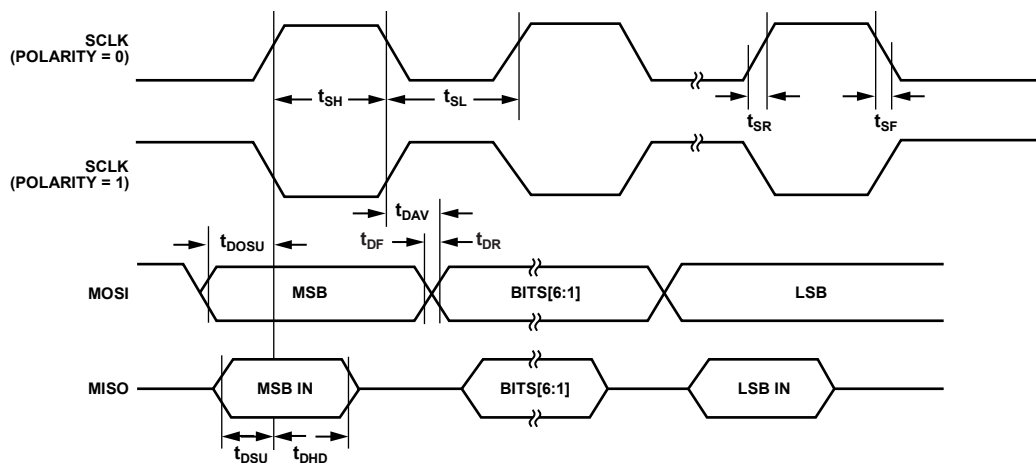 SCLK
(POLARITY = 0)
tSH
tSL
tSR
tSF
SCLK
(POLARITY = 1)
tDAV
tDOSU
tDF
tDR
MOSI
MSB
BITS[6:1]
LSB
MISO
MSB IN
BITS[6:1]
LSB IN
tDSU
tDHD